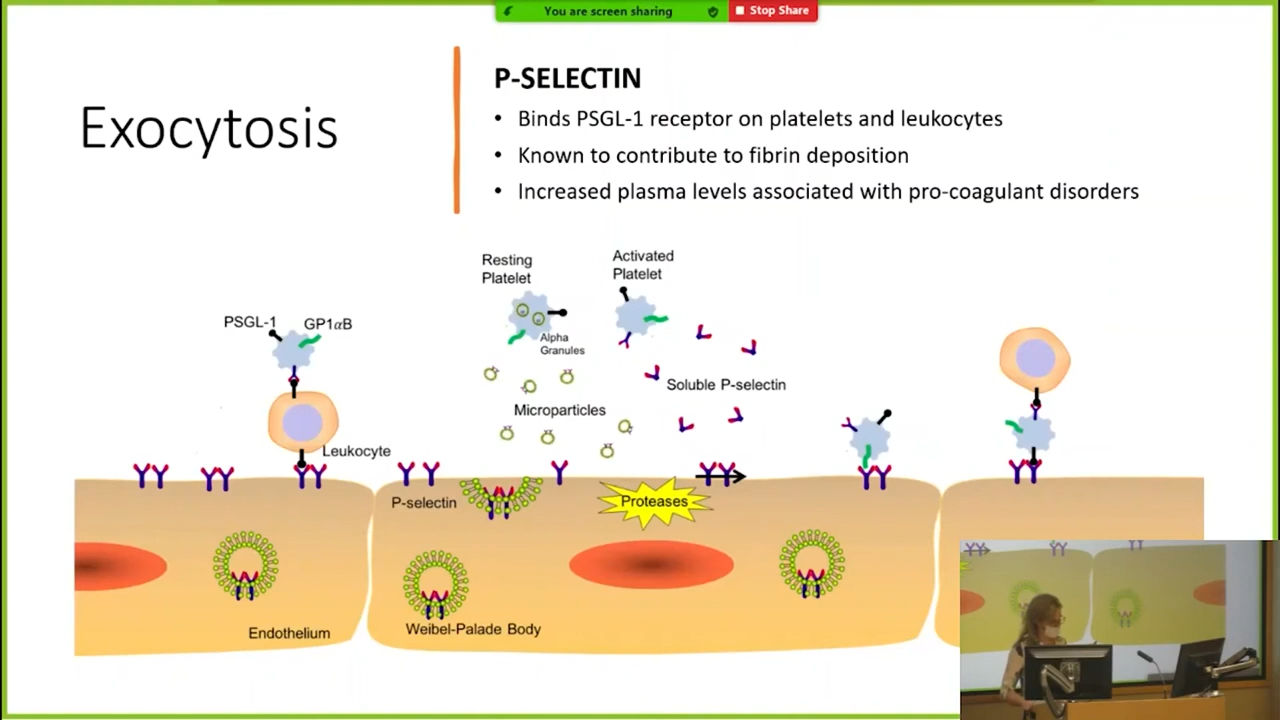 You are screen sharing
Stop Share
Exocytosis
P-SELECTIN
• Binds PSGL-1 receptor on platelets and leukocytes
• Known to contribute to fibrin deposition
• Increased plasma levels associated with pro-coagulant disorders
Resting
Platelet
Activated
Platelet
PSGL-1
GP1αB
Alpha
Granules
Soluble P-selectin
Microparticles
Leukocyte
P-selectin
Proteases
Weibel-Palade Body
Endothelium